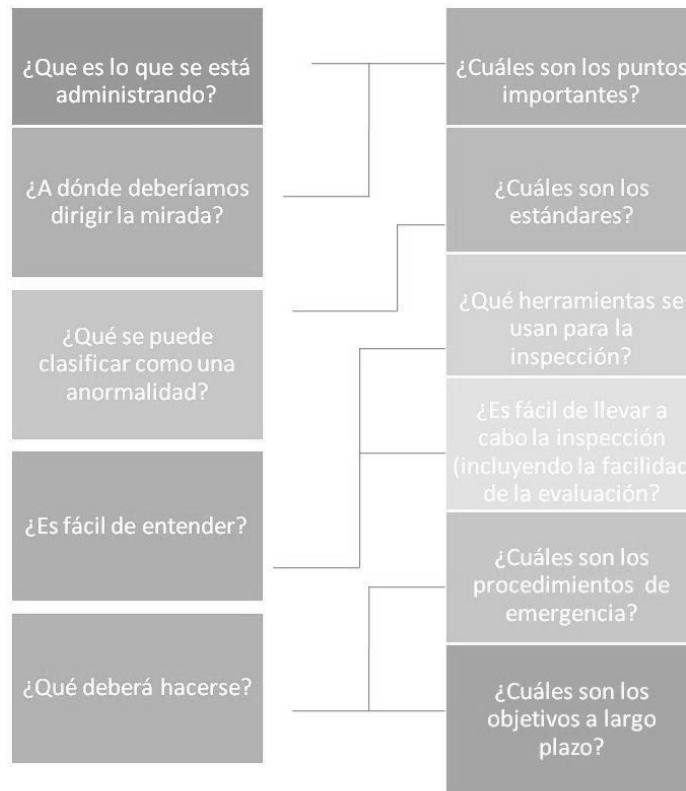 ¿Que es lo que se está
administrando?
¿A dónde deberíamos
dirigir la mirada?
¿Qué se puede
clasificar como una
anormalidad?
¿Es fácil de entender?
¿Qué deberá hacerse?
¿Cuáles son los puntos
importantes?
¿Cuáles son los
estándares?
¿Qué herramientas se
usan para la
inspección?
¿Es fácil de llevar a
cabo la inspección
(incluyendo la facilidad
de la evaluación?
¿Cuáles son los
procedimientos de
emergencia?
¿Cuáles son los
objetivos a largo
plazo?